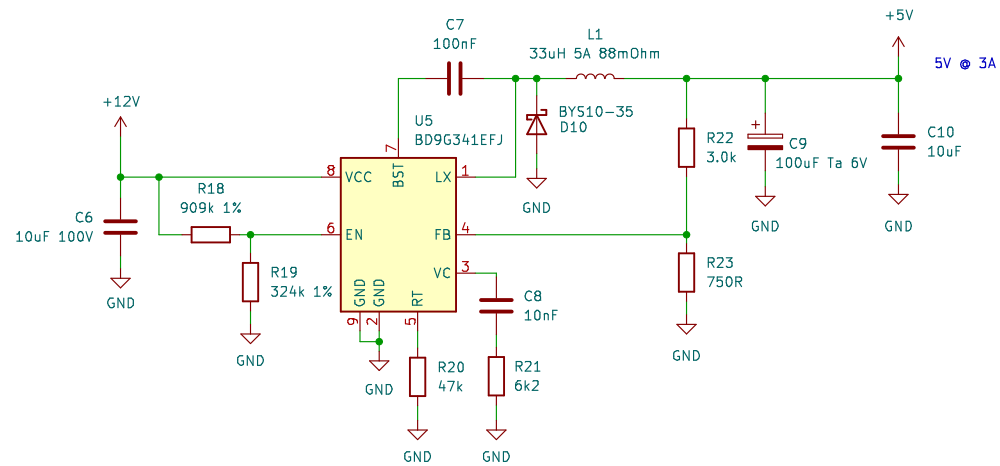 +5V
5V @ 3A
C7
100nF
L1
33uH 5A 88mOhm
+12V
U5
BD9G341EFJ
BYS10-35
D10
7
BST
8
VCC
LX
1
GND
R22
3.0k
C9
100uF Ta 6V
C10
10uF
GND
GND
R18
909k 1%
C6
10uF 100V
6
EN
FB
4
GND
R19
324k 1%
GND
VC
3
GND
GND
RT
9
2
5
C8
10nF
R23
750R
GND
GND
R20
47k
R21
6k2
GND
GND